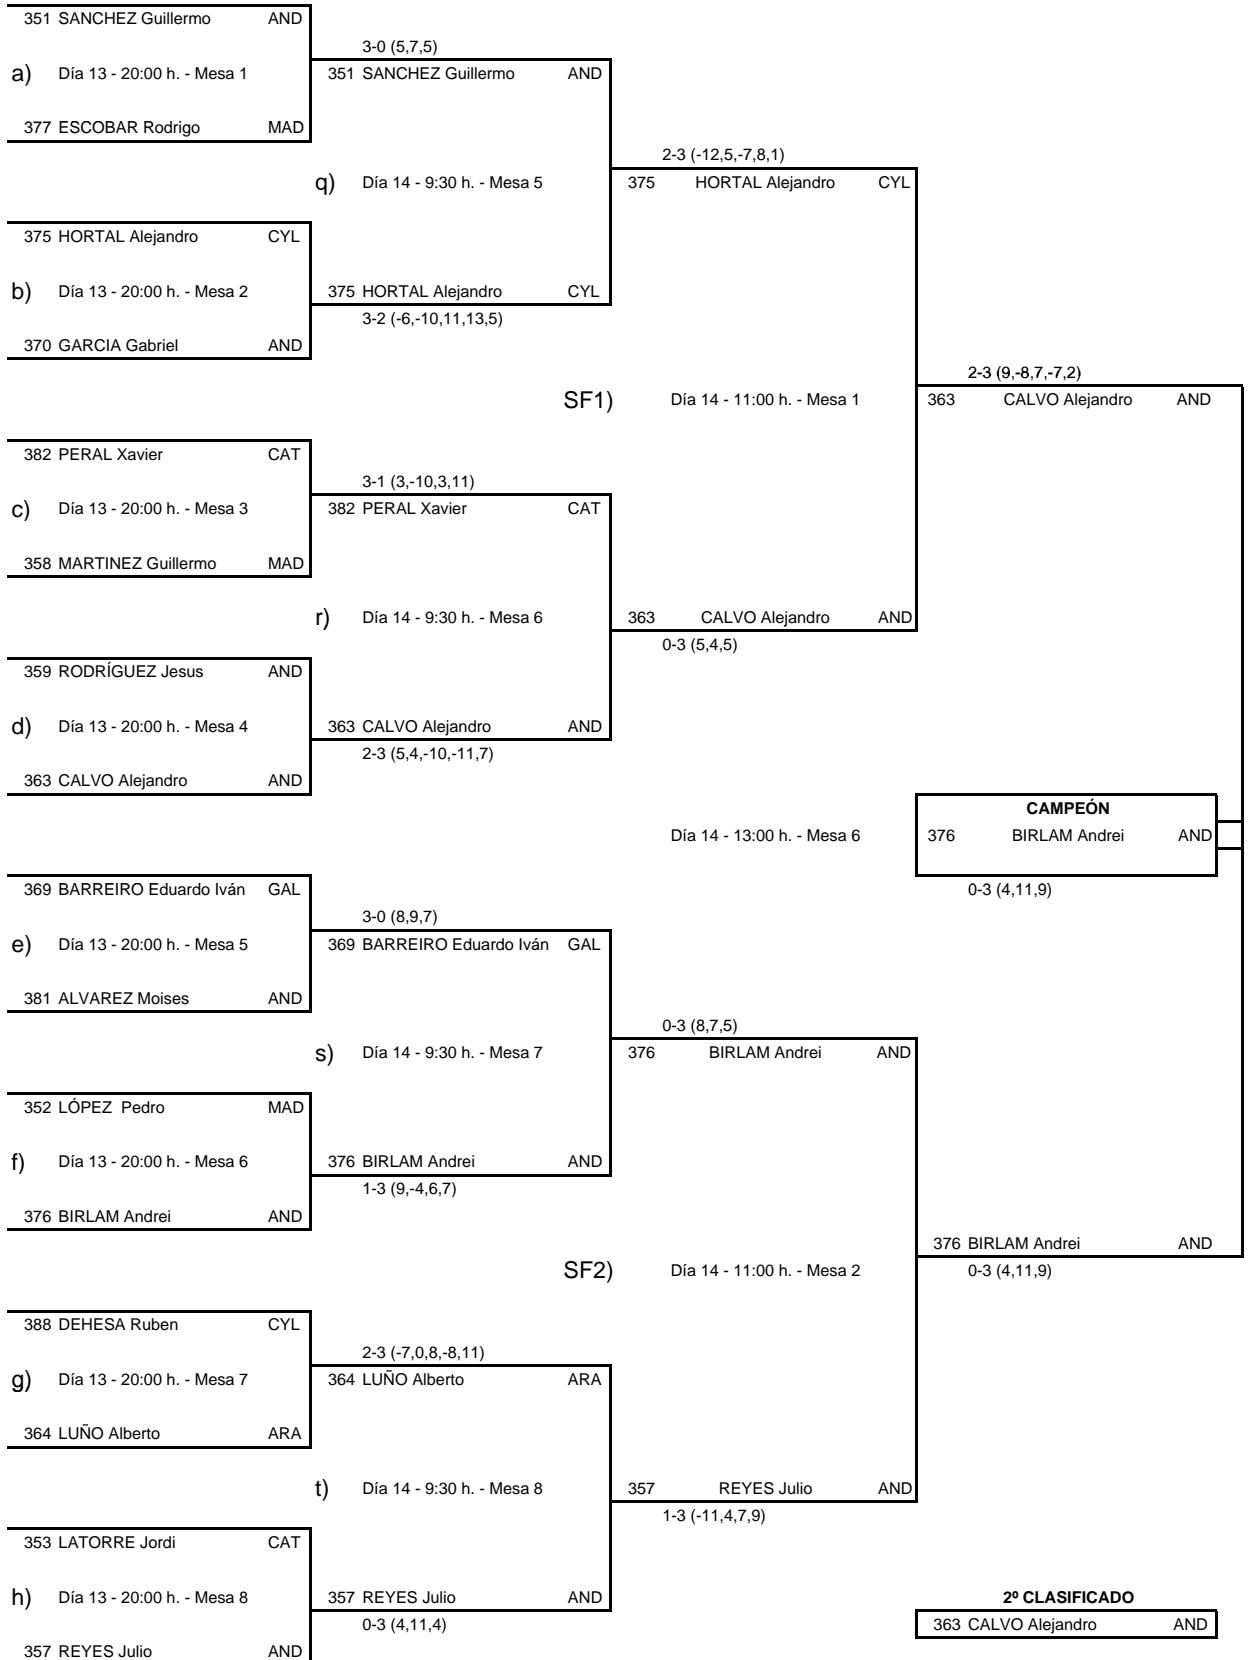 351 SANCHEZ Guillermo AND
3-0 (5,7,5)
a) Día 13 - 20:00 h. - Mesa 1 351 SANCHEZ Guillermo AND
377 ESCOBAR Rodrigo MAD
2-3 (-12,5,-7,8,1)
q) Día 14 - 9:30 h. - Mesa 5 375 HORTAL Alejandro CYL
375 HORTAL Alejandro CYL
b) Día 13 - 20:00 h. - Mesa 2 375 HORTAL Alejandro CYL
3-2 (-6,-10,11,13,5)
370 GARCIA Gabriel AND
2-3 (9,-8,7,-7,2)
SF1) Día 14 - 11:00 h. - Mesa 1 363 CALVO Alejandro AND
382 PERAL Xavier CAT
3-1 (3,-10,3,11)
c) Día 13 - 20:00 h. - Mesa 3 382 PERAL Xavier CAT
358 MARTINEZ Guillermo MAD
r) Día 14 - 9:30 h. - Mesa 6 363 CALVO Alejandro AND
0-3 (5,4,5)
359 RODRÍGUEZ Jesus AND
d) Día 13 - 20:00 h. - Mesa 4 363 CALVO Alejandro AND
2-3 (5,4,-10,-11,7)
363 CALVO Alejandro AND
CAMPEÓN
Día 14 - 13:00 h. - Mesa 6 376 BIRLAM Andrei AND
369 BARREIRO Eduardo Iván GAL
0-3 (4,11,9)
3-0 (8,9,7)
e) Día 13 - 20:00 h. - Mesa 5 369 BARREIRO Eduardo Iván GAL
381 ALVAREZ Moises AND
0-3 (8,7,5)
s) Día 14 - 9:30 h. - Mesa 7 376 BIRLAM Andrei AND
352 LÓPEZ Pedro MAD
f) Día 13 - 20:00 h. - Mesa 6 376 BIRLAM Andrei AND
1-3 (9,-4,6,7)
376 BIRLAM Andrei AND
376 BIRLAM Andrei AND
SF2) Día 14 - 11:00 h. - Mesa 2 0-3 (4,11,9)
388 DEHESA Ruben CYL
2-3 (-7,0,8,-8,11)
g) Día 13 - 20:00 h. - Mesa 7 364 LUÑO Alberto ARA
364 LUÑO Alberto ARA
t) Día 14 - 9:30 h. - Mesa 8 357 REYES Julio AND
1-3 (-11,4,7,9)
353 LATORRE Jordi CAT
h) Día 13 - 20:00 h. - Mesa 8 357 REYES Julio AND 2º CLASIFICADO
0-3 (4,11,4) 363 CALVO Alejandro AND
357 REYES Julio AND